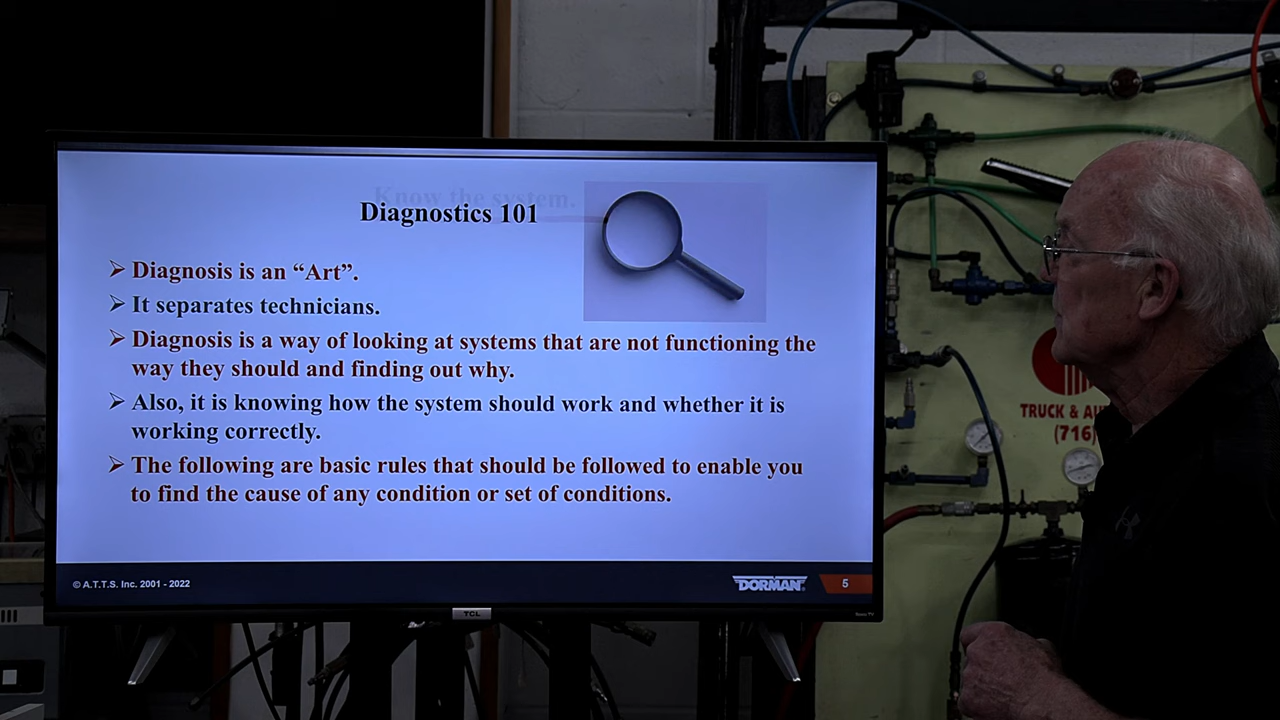 Know the system.
Diagnostics 101
➢ Diagnosis is an “Art”.
➢ It separates technicians.
➢ Diagnosis is a way of looking at systems that are not functioning the
way they should and finding out why.
➢ Also, it is knowing how the system should work and whether it is
working correctly.
➢ The following are basic rules that should be followed to enable you
to find the cause of any condition or set of conditions.
© A.T.T.S. Inc. 2001 - 2022
DORMAN
5
TCL
Roku TV
TRUCK &
(716)